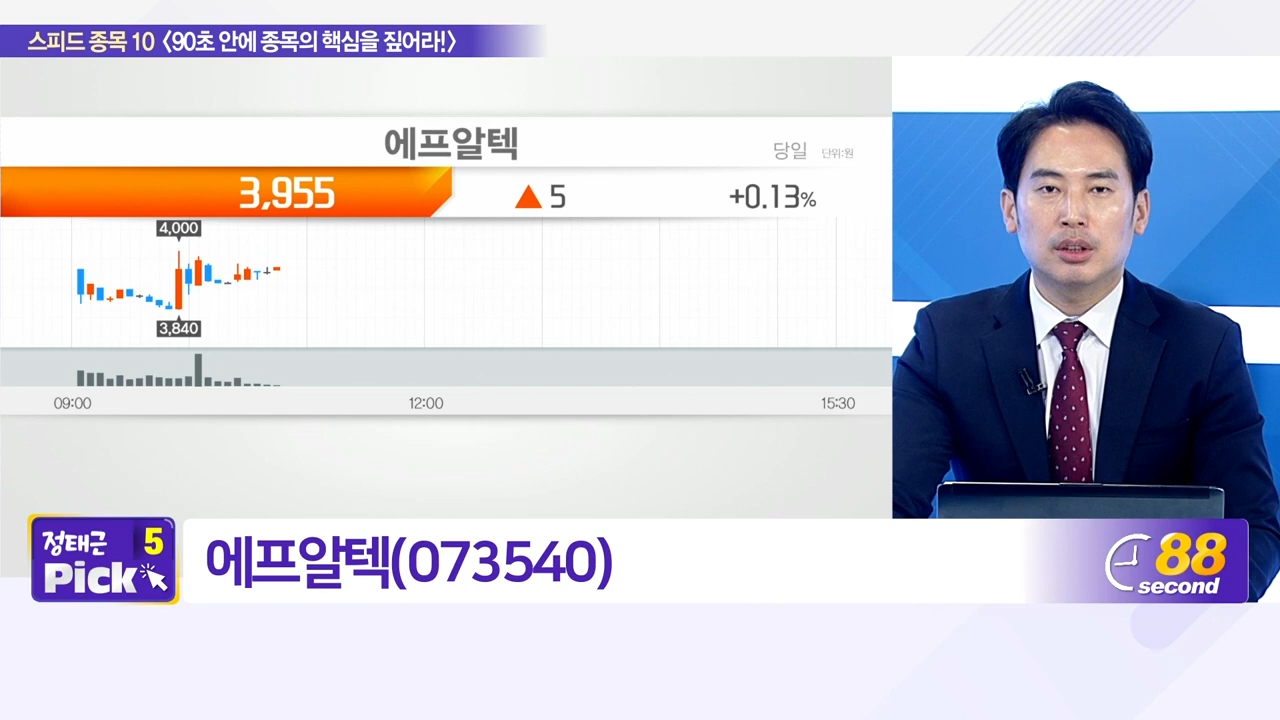 스피드 종목 10 〈90초 안에 종목의 핵심을 짚어라!〉
에프알텍
당일 단위:원
3,955 ▲ 5 +0.13%
4,000
3,840
09:00 12:00 15:30
정태근 5
Pick
에프알텍(073540)
88
second